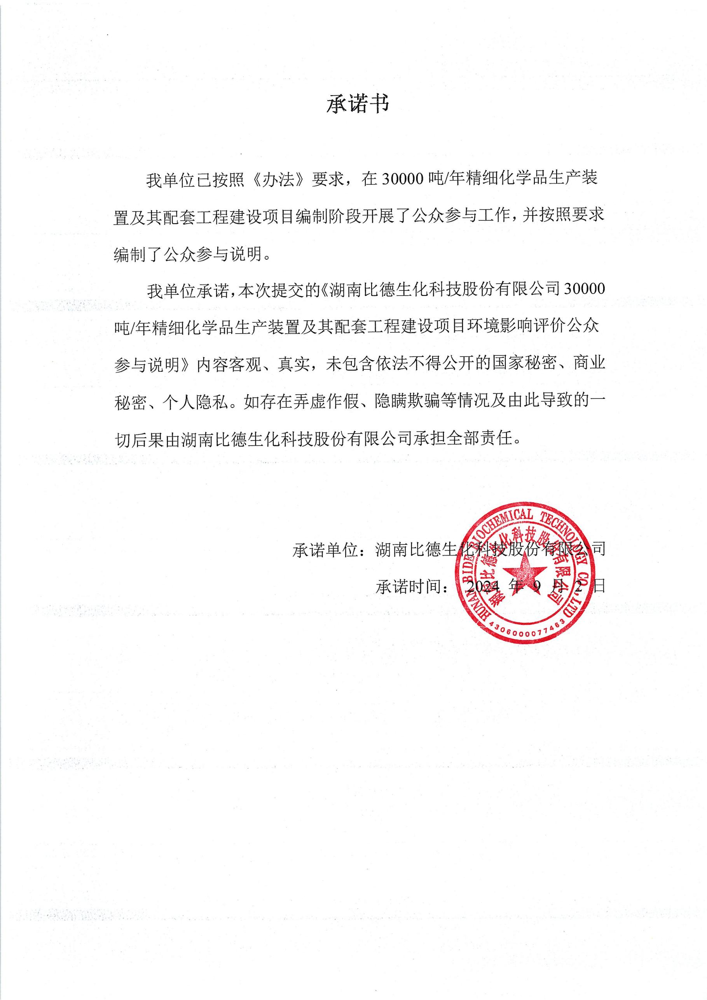 承诺书
我单位已按照《办法》要求，在 30000 吨/年精细化学品生产装
置及其配套工程建设项目编制阶段开展了公众参与工作，并按照要求
编制了公众参与说明。
我单位承诺，本次提交的《湖南比德生化科技股份有限公司 30000
吨/年精细化学品生产装置及其配套工程建设项目环境影响评价公众
参与说明》内容客观、真实，未包含依法不得公开的国家秘密、商业
秘密、个人隐私。如存在弄虚作假、隐瞒欺骗等情况及由此导致的一
切后果由湖南比德生化科技股份有限公司承担全部责任。
承诺单位：湖南比德生化科技股份有限公司
承诺时间： 2024 年 9 月 2 日
HUNAN BIDE BIOCHEMICAL TECHNOLOGY CO.,LTD
湖南比德生化科技股份有限公司
4306000077463